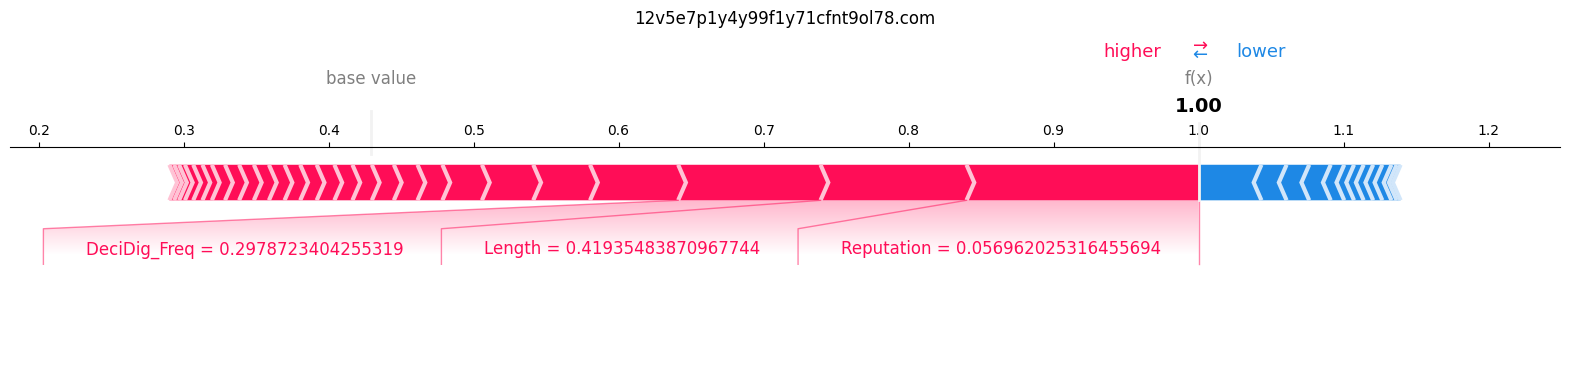 12v5e7p1y4y99f1y71cfnt9ol78.com
higher ⇄ lower
base value f(x)
1.00
0.2 0.3 0.4 0.5 0.6 0.7 0.8 0.9 1.0 1.1 1.2
DeciDig_Freq = 0.2978723404255319 Length = 0.41935483870967744 Reputation = 0.056962025316455694